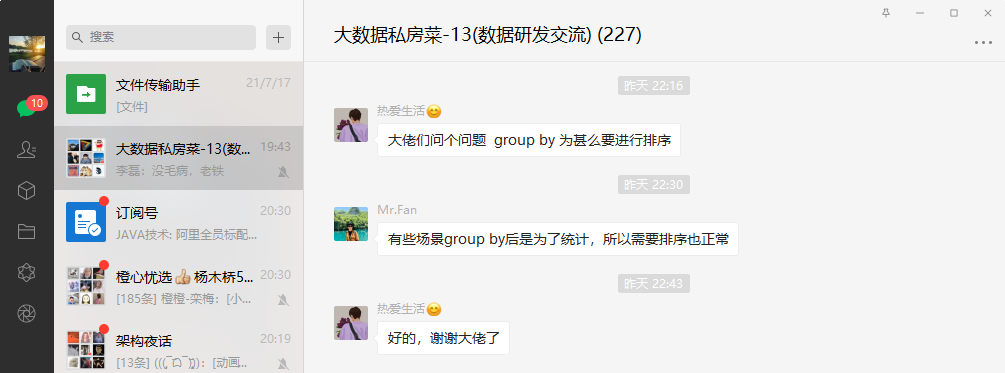 搜索
10
文件传输助手
21/7/17
[文件]
大数据私房菜-13(数...
19:43
李磊：没毛病，老铁
订阅号
20:30
JAVA技术: 阿里全员标配...
橙心优选👍杨木桥5...
20:30
[185条] 橙橙-栾梅：[小...
架构夜话
20:19
[13条]
[动画...
大数据私房菜-13(数据研发交流) (227)
昨天 22:16
热爱生活😊
大佬们问个问题 group by 为甚么要进行排序
昨天 22:30
Mr.Fan
有些场景group by后是为了统计，所以需要排序也正常
昨天 22:43
热爱生活😊
好的，谢谢大佬了